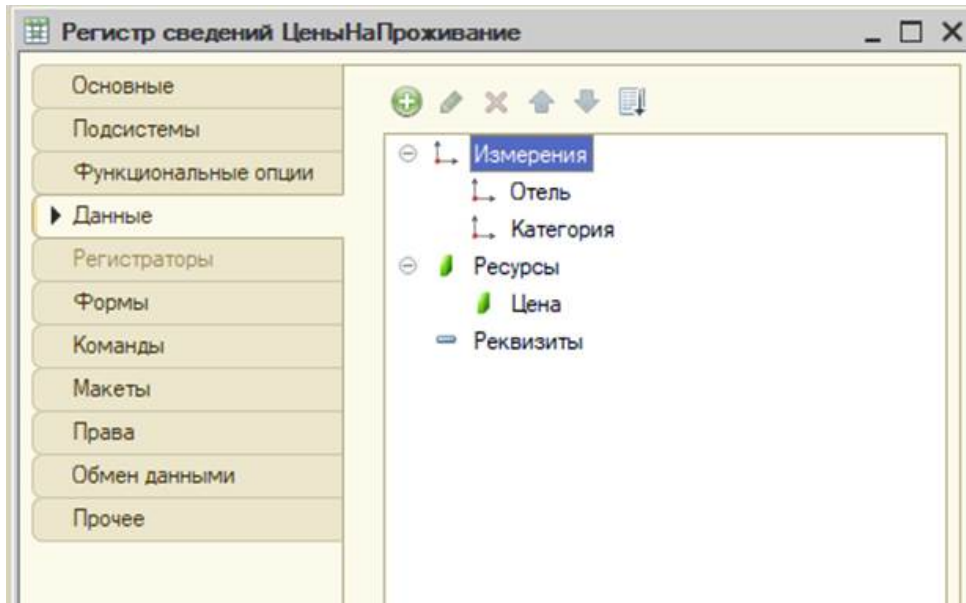 Регистр сведений ЦеныНаПроживание
Основные
Подсистемы
Функциональные опции
Данные
Регистраторы
Формы
Команды
Макеты
Права
Обмен данными
Прочее
Измерения
Отель
Категория
Ресурсы
Цена
Реквизиты